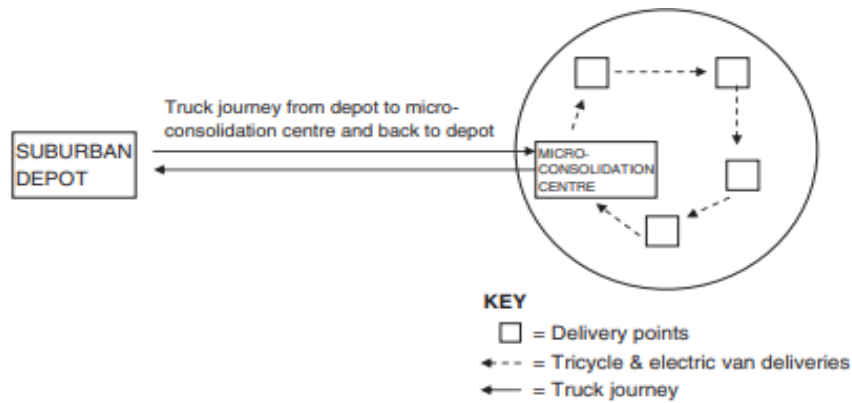 Truck journey from depot to micro-
consolidation centre and back to depot
SUBURBAN
DEPOT
MICRO-
CONSOLIDATION
CENTRE
KEY
= Delivery points
= Tricycle & electric van deliveries
= Truck journey